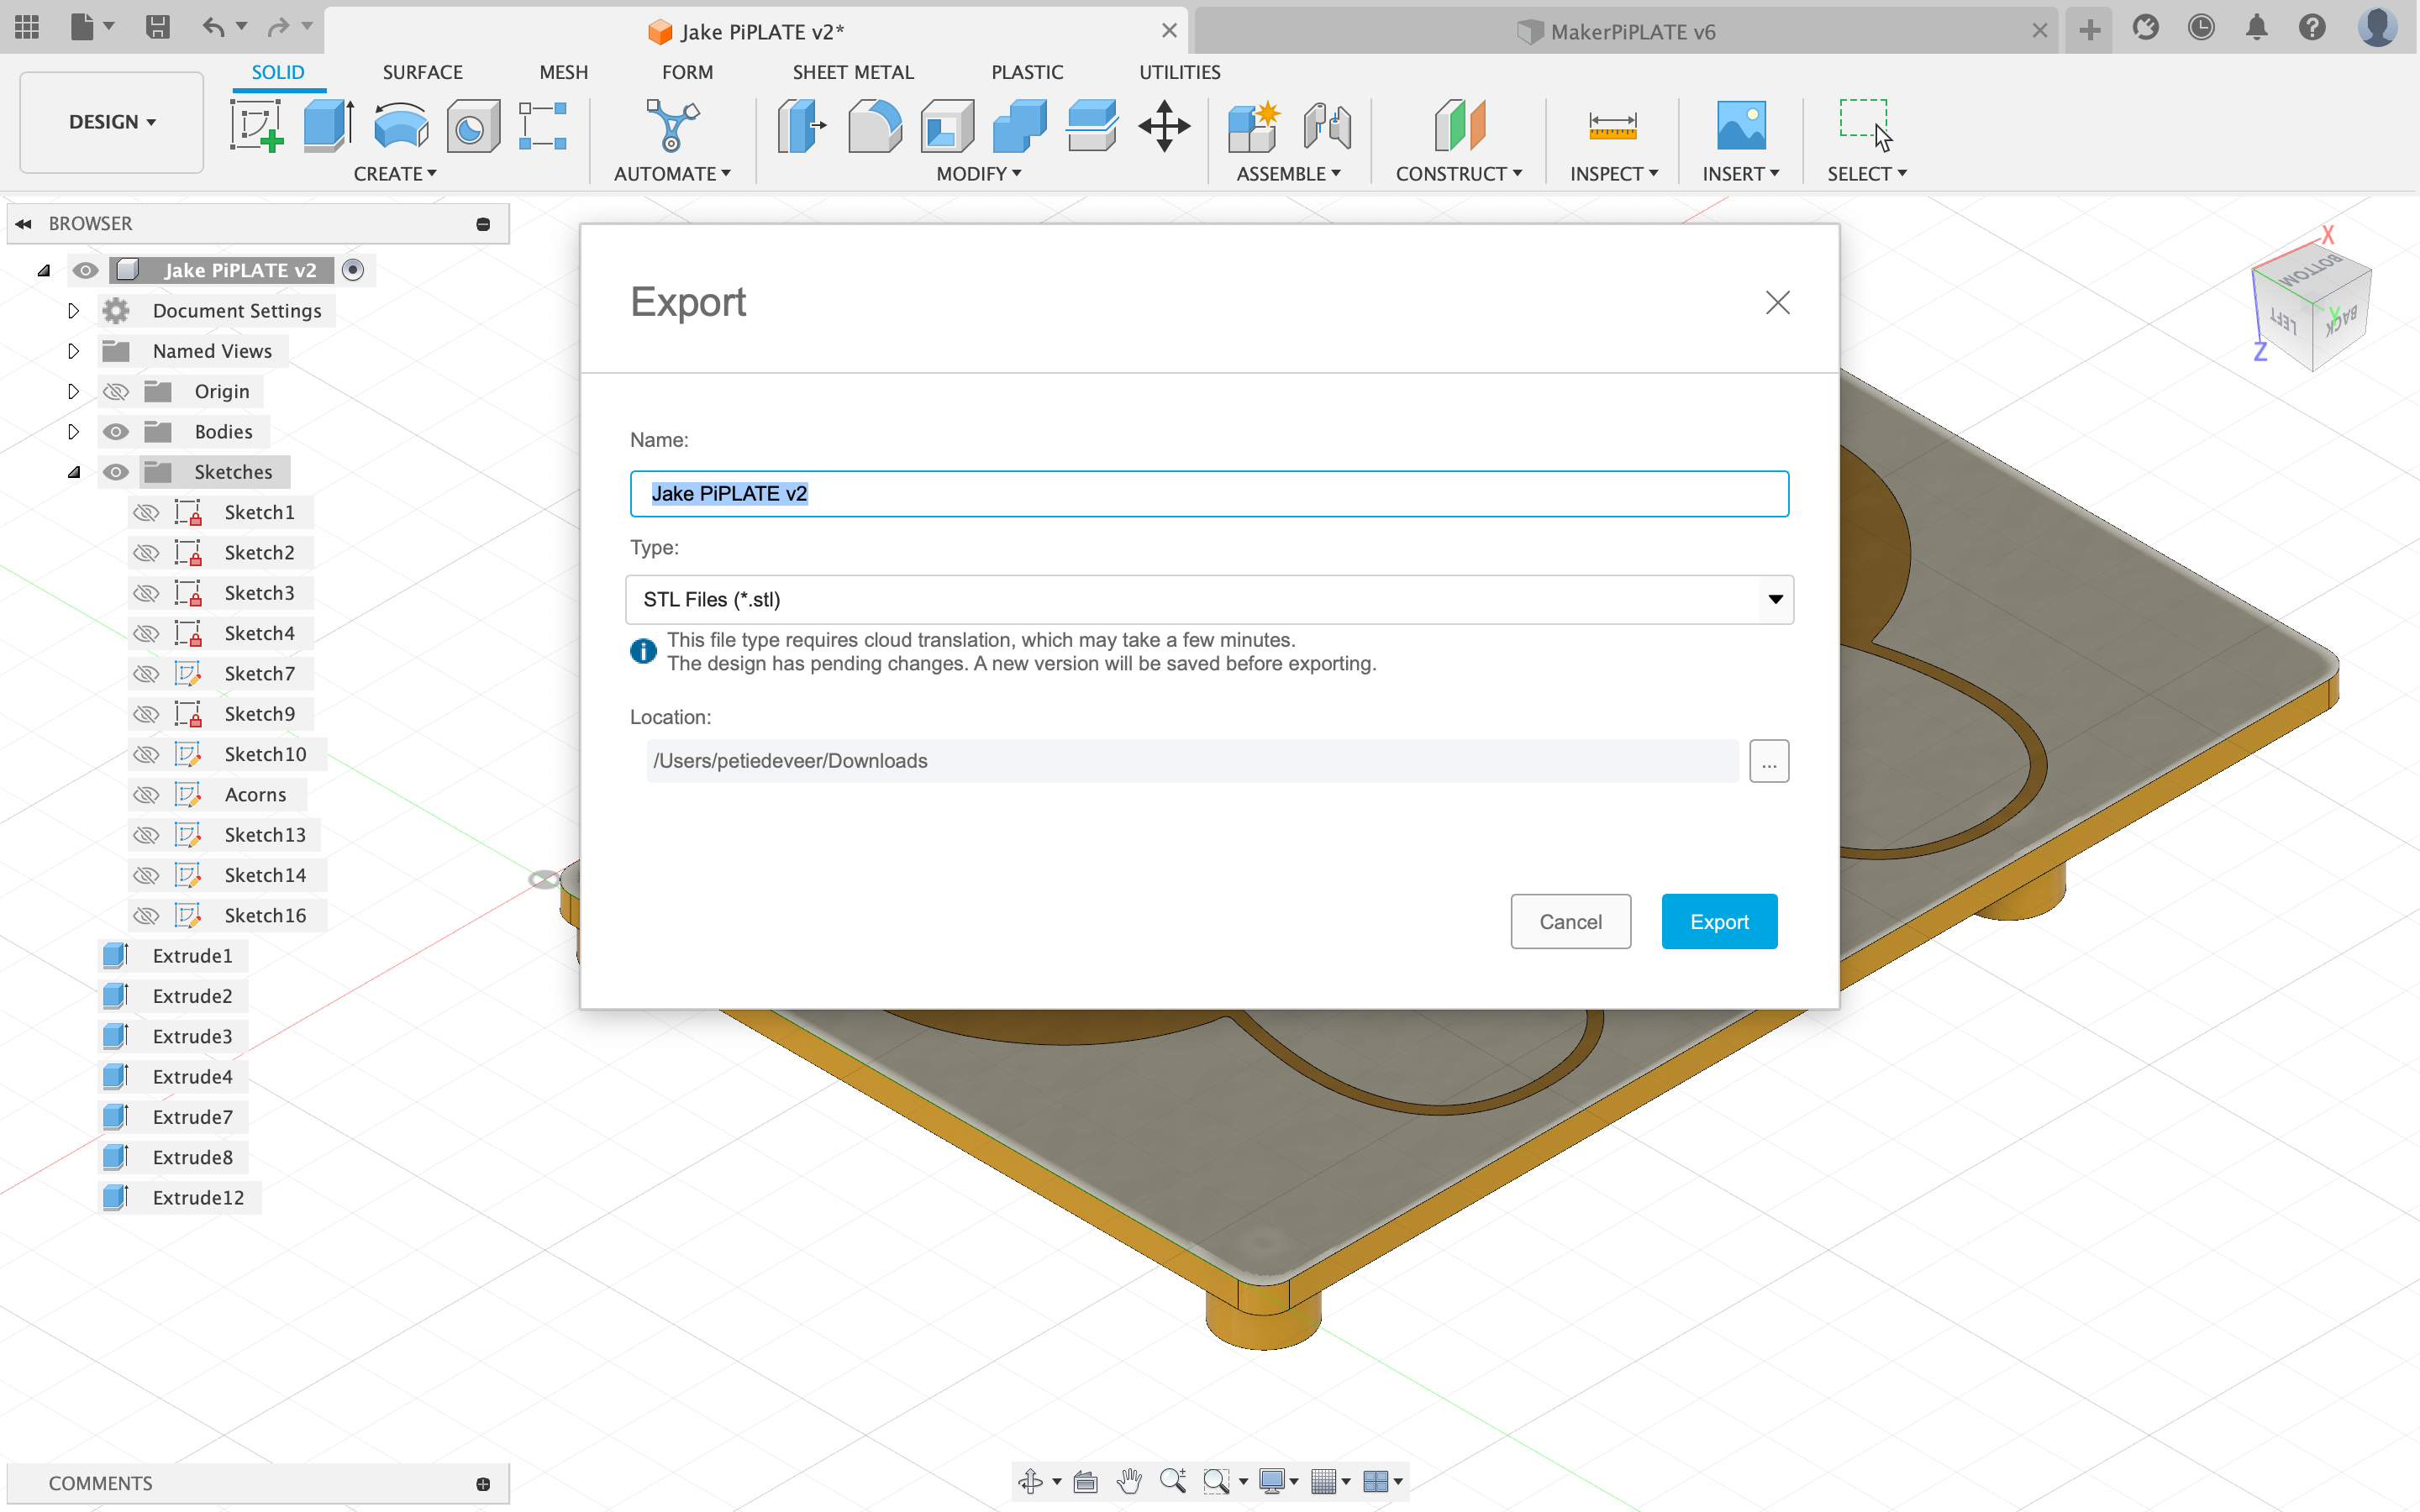 Jake PiPLATE v2*
MakerPiPLATE v6
DESIGN
SOLID
SURFACE
MESH
FORM
SHEET METAL
PLASTIC
UTILITIES
CREATE
AUTOMATE
MODIFY
ASSEMBLE
CONSTRUCT
INSPECT
INSERT
SELECT
BROWSER
Jake PiPLATE v2
Document Settings
Named Views
Origin
Bodies
Sketches
Sketch1
Sketch2
Sketch3
Sketch4
Sketch7
Sketch9
Sketch10
Acorns
Sketch13
Sketch14
Sketch16
Extrude1
Extrude2
Extrude3
Extrude4
Extrude7
Extrude8
Extrude12
Export
Name:
Jake PiPLATE v2
Type:
STL Files (*.stl)
This file type requires cloud translation, which may take a few minutes.
The design has pending changes. A new version will be saved before exporting.
Location:
/Users/petiedeveer/Downloads
...
Cancel
Export
X
BOTTOM
LEFT
Y
BACK
Z
COMMENTS